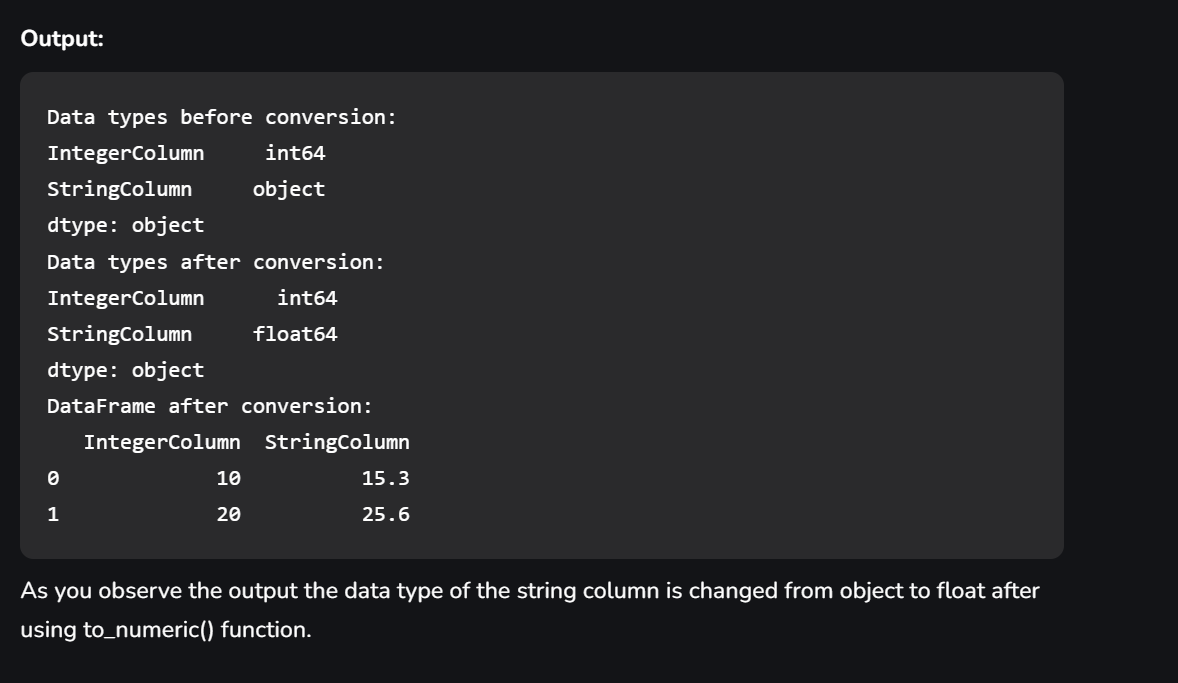 Output:
Data types before conversion:
IntegerColumn     int64
StringColumn     object
dtype: object
Data types after conversion:
IntegerColumn      int64
StringColumn     float64
dtype: object
DataFrame after conversion:
   IntegerColumn  StringColumn
0             10          15.3
1             20          25.6
As you observe the output the data type of the string column is changed from object to float after
using to_numeric() function.